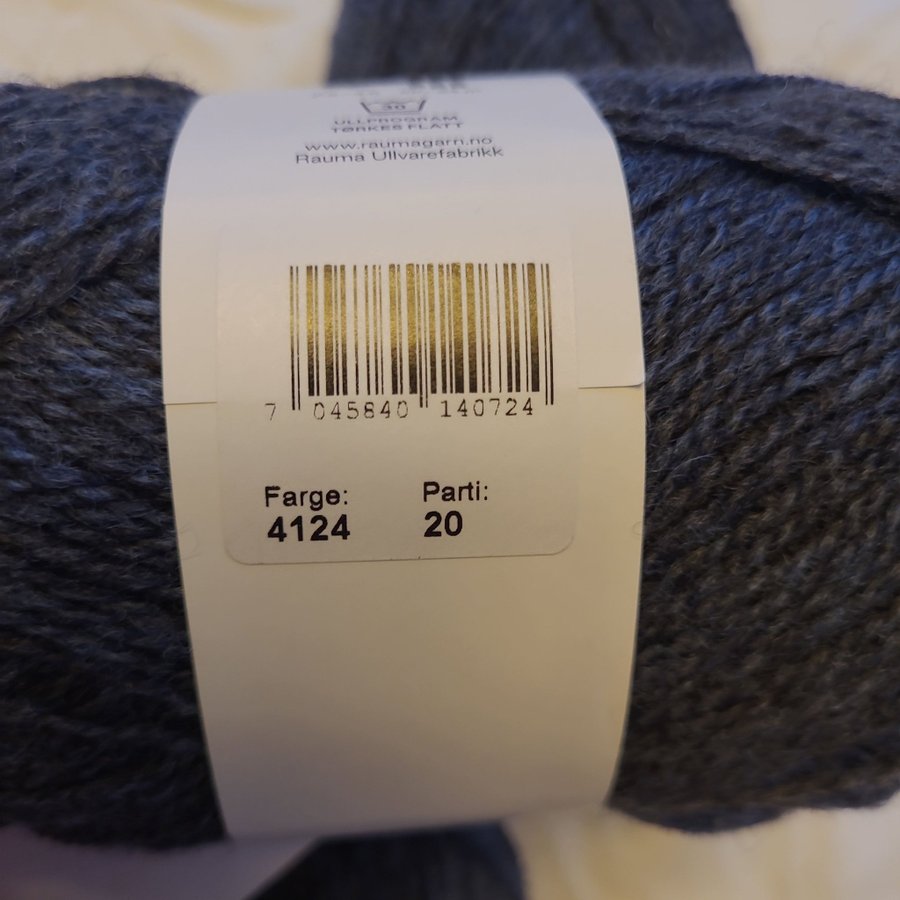 30
ULLPROGRAM,
TØRKES FLATT
www.raumagarn.no
Rauma Ullvarefabrikk
7 045840 140724
Farge: Parti:
4124 20